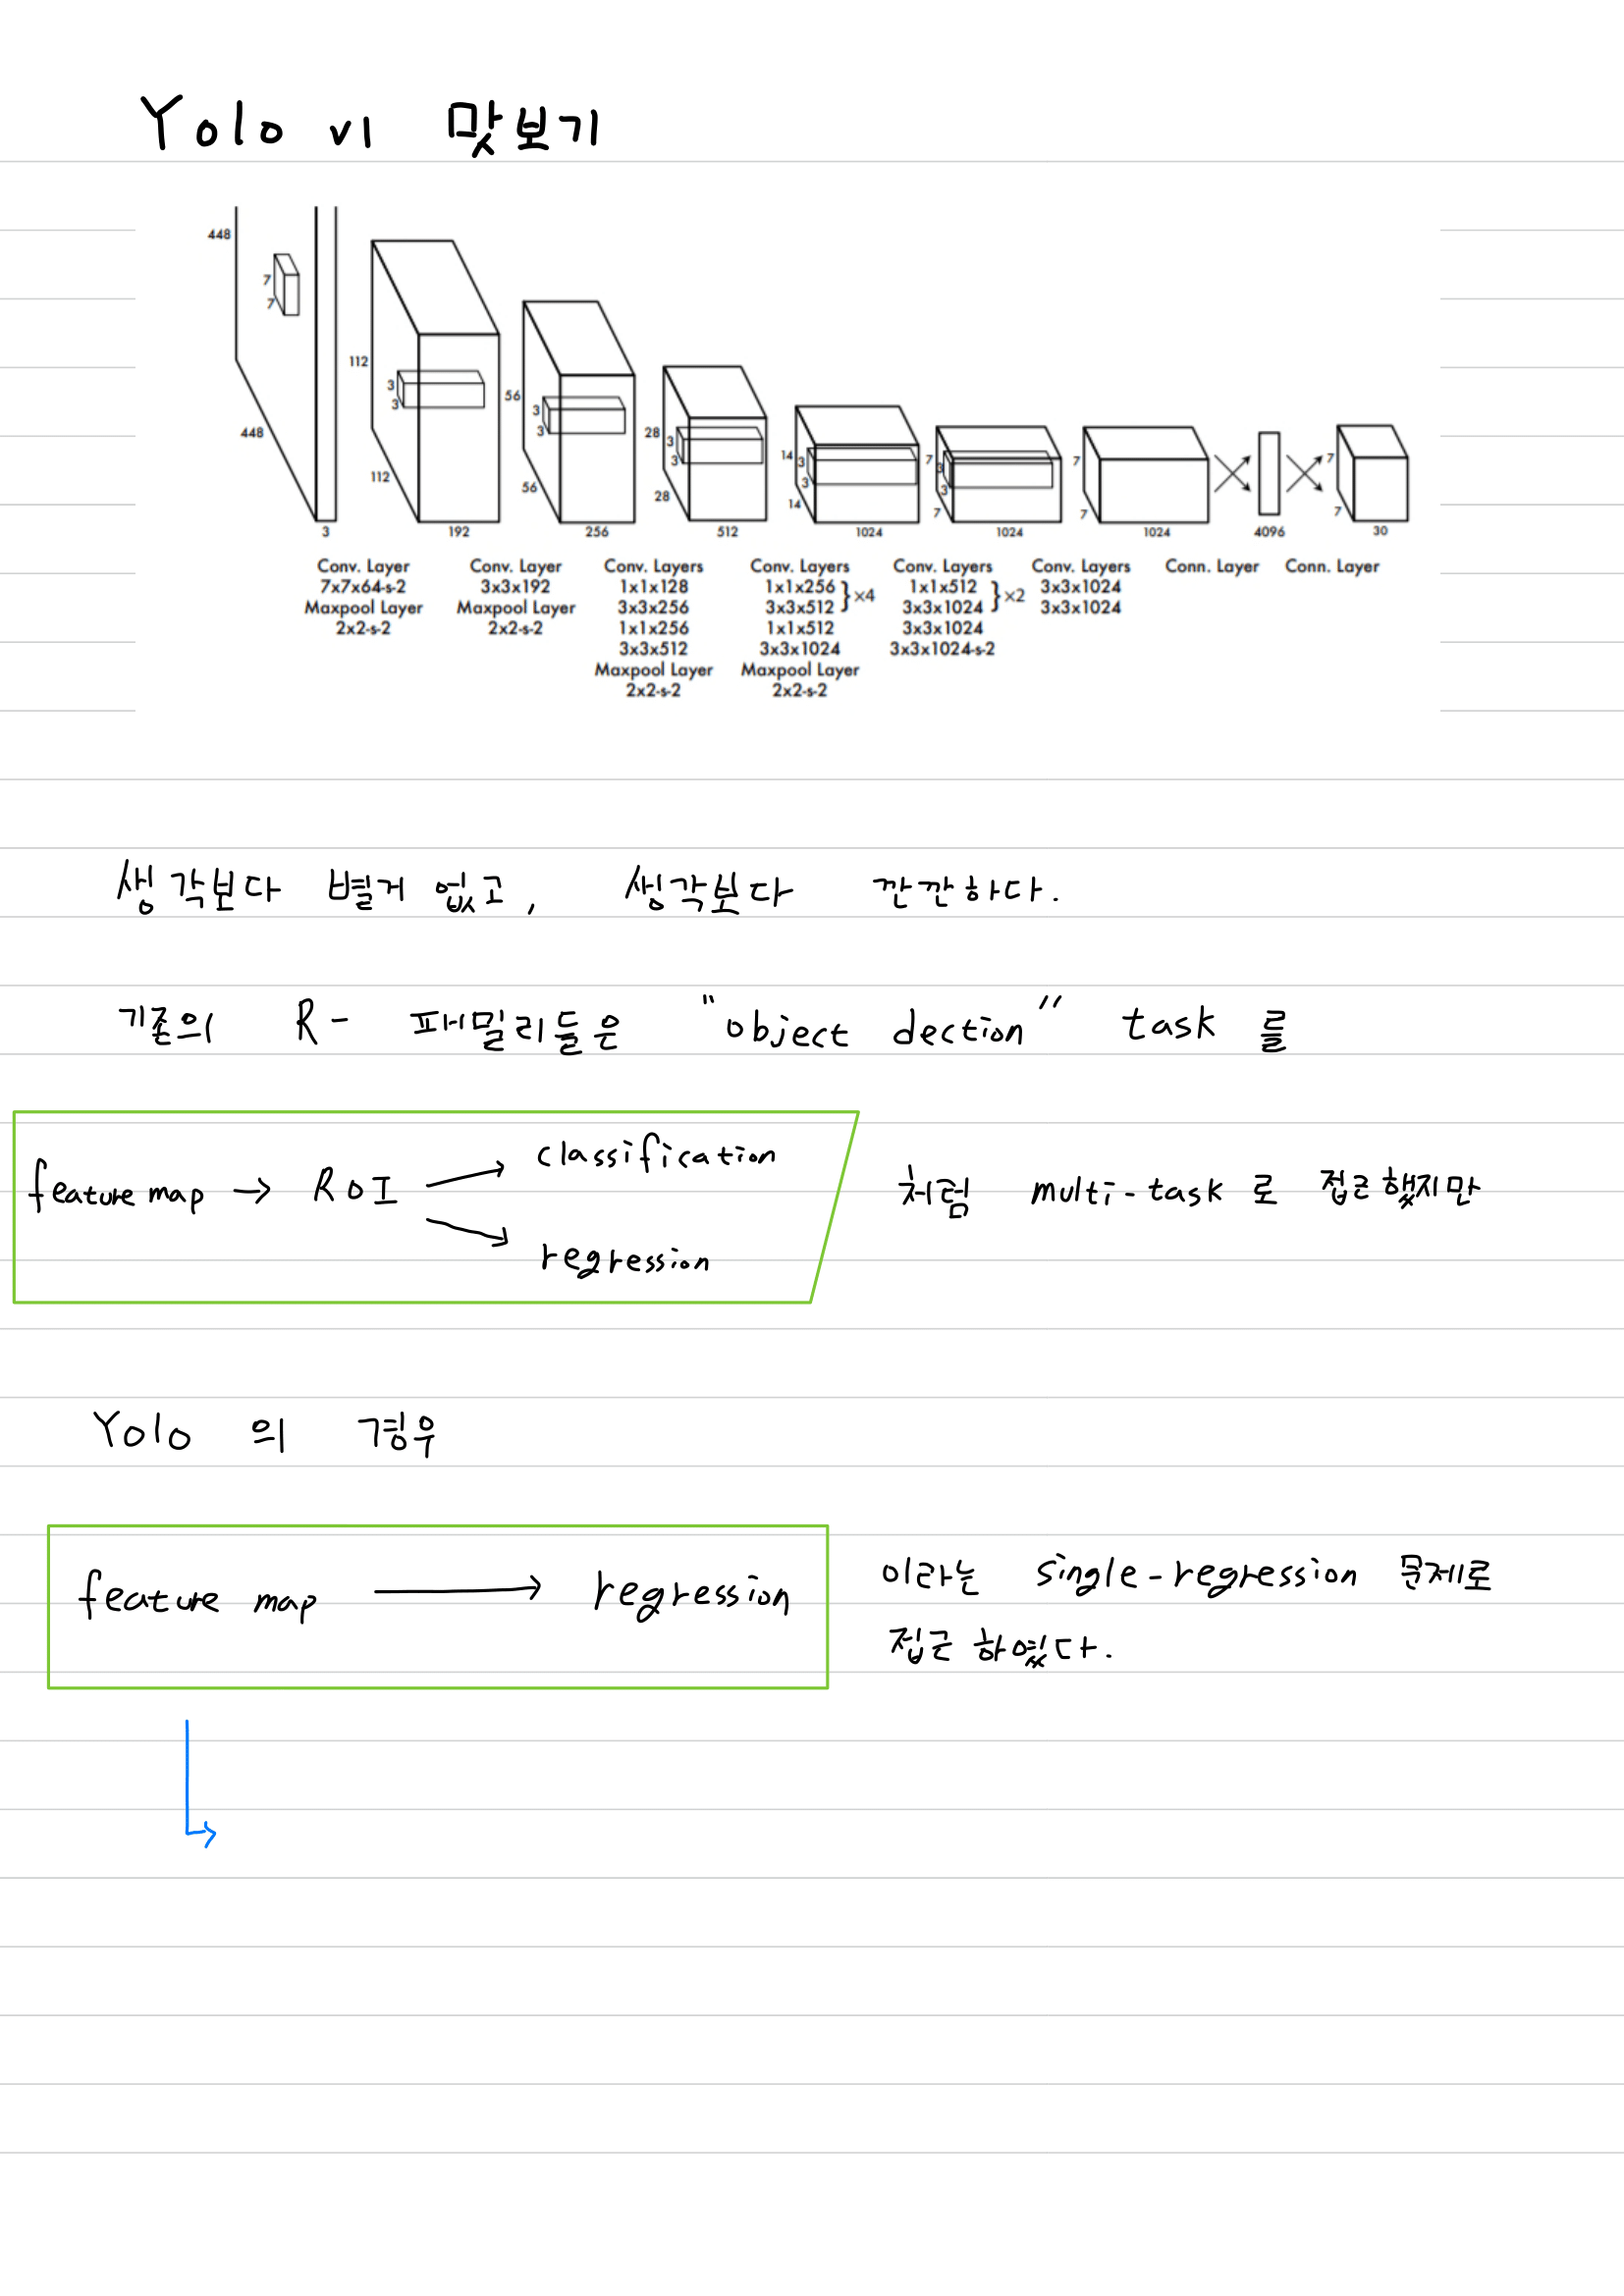 Yolo v1 맛보기
448
7
7
448
3
112
3
3
112
192
56
3
3
56
256
28
3
3
28
512
14
3
3
14
1024
7
3
3
7
1024
7
7
1024
4096
7
7
30
Conv. Layer
7x7x64-s-2
Maxpool Layer
2x2-s-2
Conv. Layer
3x3x192
Maxpool Layer
2x2-s-2
Conv. Layers
1x1x128
3x3x256
1x1x256
3x3x512
Maxpool Layer
2x2-s-2
Conv. Layers
1x1x256
3x3x512
}x4
1x1x512
3x3x1024
Maxpool Layer
2x2-s-2
Conv. Layers
1x1x512
3x3x1024
}x2
3x3x1024
3x3x1024-s-2
Conv. Layers
3x3x1024
3x3x1024
Conn. Layer
Conn. Layer
생각보다 별거 없고, 생각보다 깐깐하다.
기존의 R- 패밀리들은 "object dection" task 를
feature map → ROI → classification
→ regression
처럼 multi-task 로 접근했지만
Yolo 의 경우
feature map → regression
이라는 single-regression 문제로
접근 하였다.